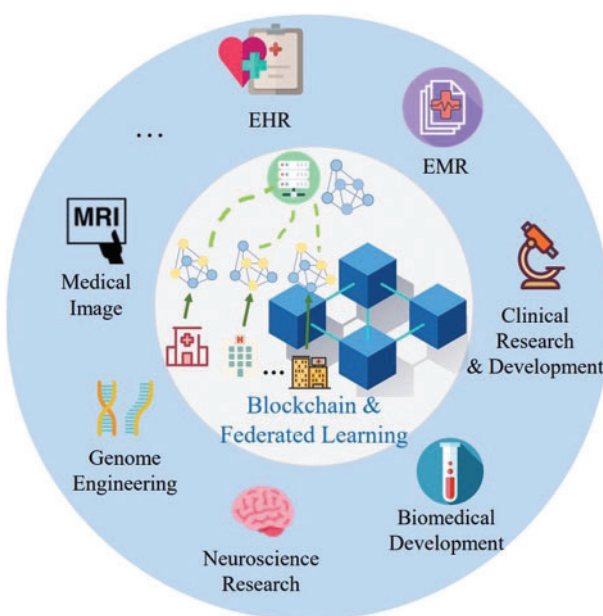 EHR
EMR
...
MRI
Medical
Image
Clinical
Research
& Development
H
...
Blockchain &
Federated Learning
Genome
Engineering
Biomedical
Development
Neuroscience
Research